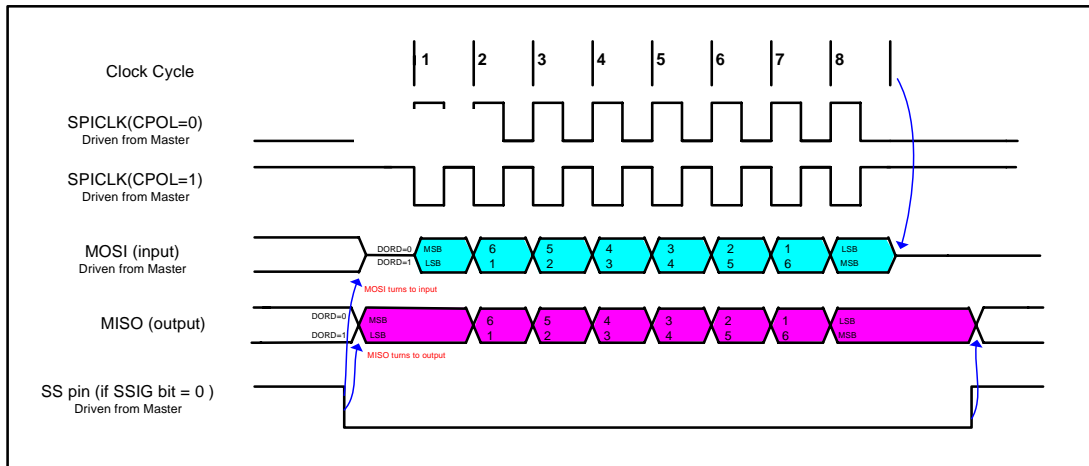 Clock Cycle
1 2 3 4 5 6 7 8
SPICLK(CPOL=0)
Driven from Master
SPICLK(CPOL=1)
Driven from Master
MOSI (input)
Driven from Master
DORD=0 MSB 6 5 4 3 2 1 LSB
DORD=1 LSB 1 2 3 4 5 6 MSB
MOSI turns to input
MISO (output)
DORD=0 MSB 6 5 4 3 2 1 LSB
DORD=1 LSB 1 2 3 4 5 6 MSB
MISO turns to output
SS pin (if SSIG bit = 0 )
Driven from Master